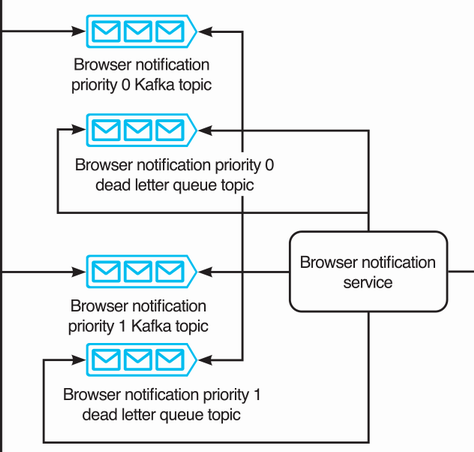 Browser notification
priority 0 Kafka topic
Browser notification priority 0
dead letter queue topic
Browser notification
service
Browser notification
priority 1 Kafka topic
Browser notification priority 1
dead letter queue topic